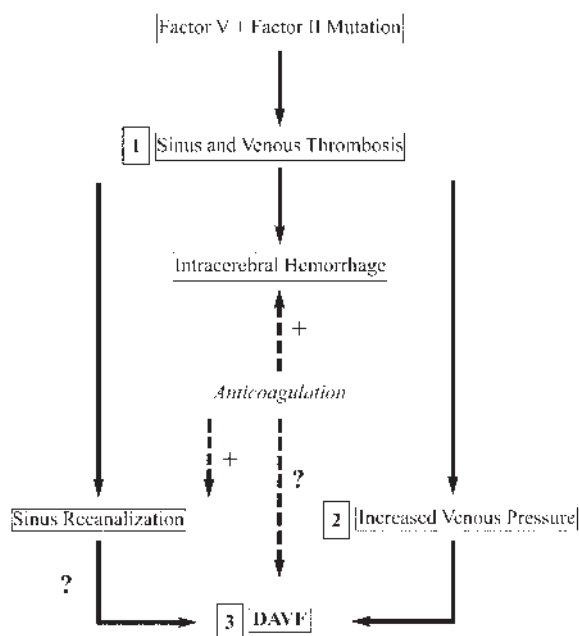 Factor V + Factor II Mutation
1 Sinus and Venous Thrombosis
Intracerebral Hemorrhage
+
Anticoagulation
+
?
Sinus Recanalization
2 Increased Venous Pressure
?
3 DAVF